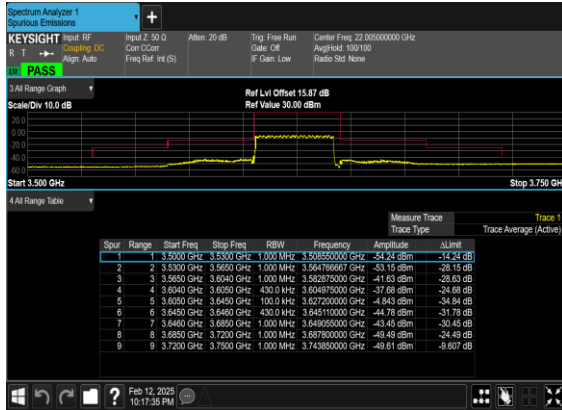 Spectrum Analyzer 1
Spurious Emissions
+
KEYSIGHT Input: RF Input Z: 50 Ω Atten: 20 dB Trig: Free Run Center Freq: 22.005000000 GHz
R T Coupling: DC Corr CCorr Gate: Off Avg|Hold: 100/100
Align: Auto Freq Ref: Int (S) IF Gain: Low Radio Std: None
PASS
3 All Range Graph
Scale/Div 10.0 dB
Ref Lvl Offset 15.87 dB
Ref Value 30.00 dBm
20.0
0.00
-20.0
-40.0
-60.0
Start 3.500 GHz Stop 3.750 GH
4 All Range Table
Measure Trace Trace 1
Trace Type Trace Average (Active)
Spur Range Start Freq Stop Freq RBW Frequency Amplitude ΔLimit
1 1 3.5000 GHz 3.5300 GHz 1.000 MHz 3.508550000 GHz -54.24 dBm -14.24 dB
2 2 3.5300 GHz 3.5650 GHz 1.000 MHz 3.564766667 GHz -53.15 dBm -28.15 dB
3 3 3.5650 GHz 3.6040 GHz 1.000 MHz 3.582875000 GHz -41.63 dBm -28.63 dB
4 4 3.6040 GHz 3.6050 GHz 430.0 kHz 3.604975000 GHz -37.68 dBm -24.68 dB
5 5 3.6050 GHz 3.6450 GHz 100.0 kHz 3.627200000 GHz -4.843 dBm -34.84 dB
6 6 3.6450 GHz 3.6460 GHz 430.0 kHz 3.645110000 GHz -44.78 dBm -31.78 dB
7 7 3.6460 GHz 3.6850 GHz 1.000 MHz 3.649055000 GHz -43.45 dBm -30.45 dB
8 8 3.6850 GHz 3.7200 GHz 1.000 MHz 3.687800000 GHz -49.49 dBm -24.49 dB
9 9 3.7200 GHz 3.7500 GHz 1.000 MHz 3.743850000 GHz -49.61 dBm -9.607 dB
? Feb 12, 2025
10:17:35 PM